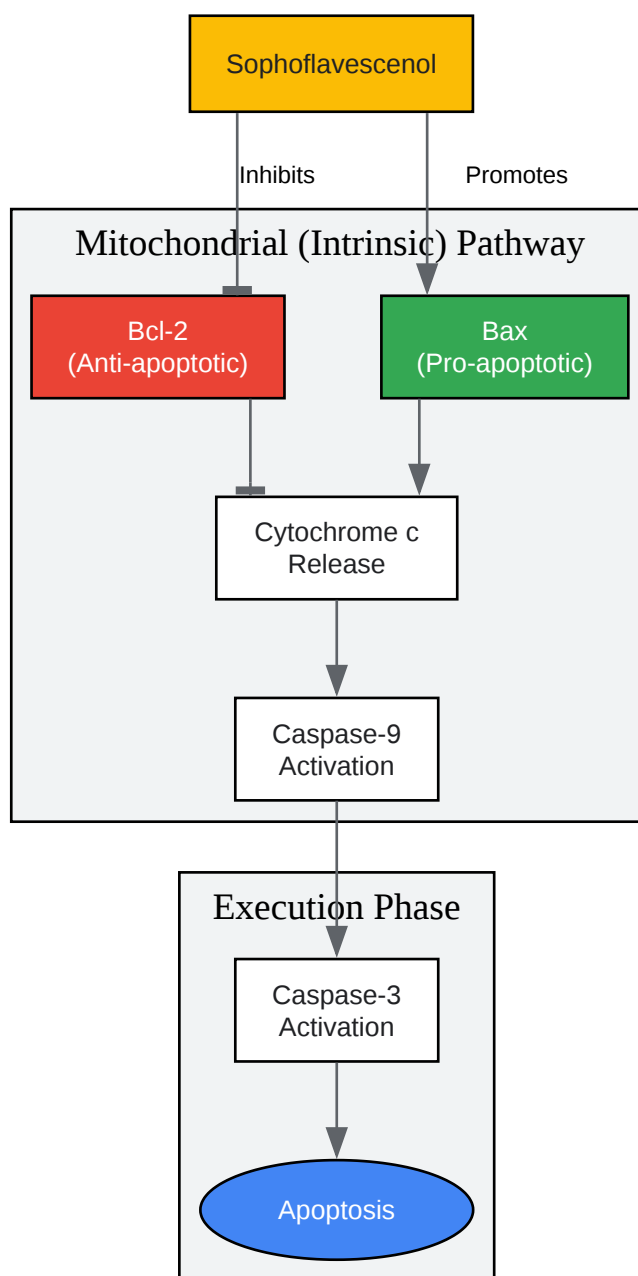 Sophoflavescenol
Inhibits
Promotes
Mitochondrial (Intrinsic) Pathway
Bcl-2
(Anti-apoptotic)
Bax
(Pro-apoptotic)
Cytochrome c
Release
Caspase-9
Activation
Execution Phase
Caspase-3
Activation
Apoptosis